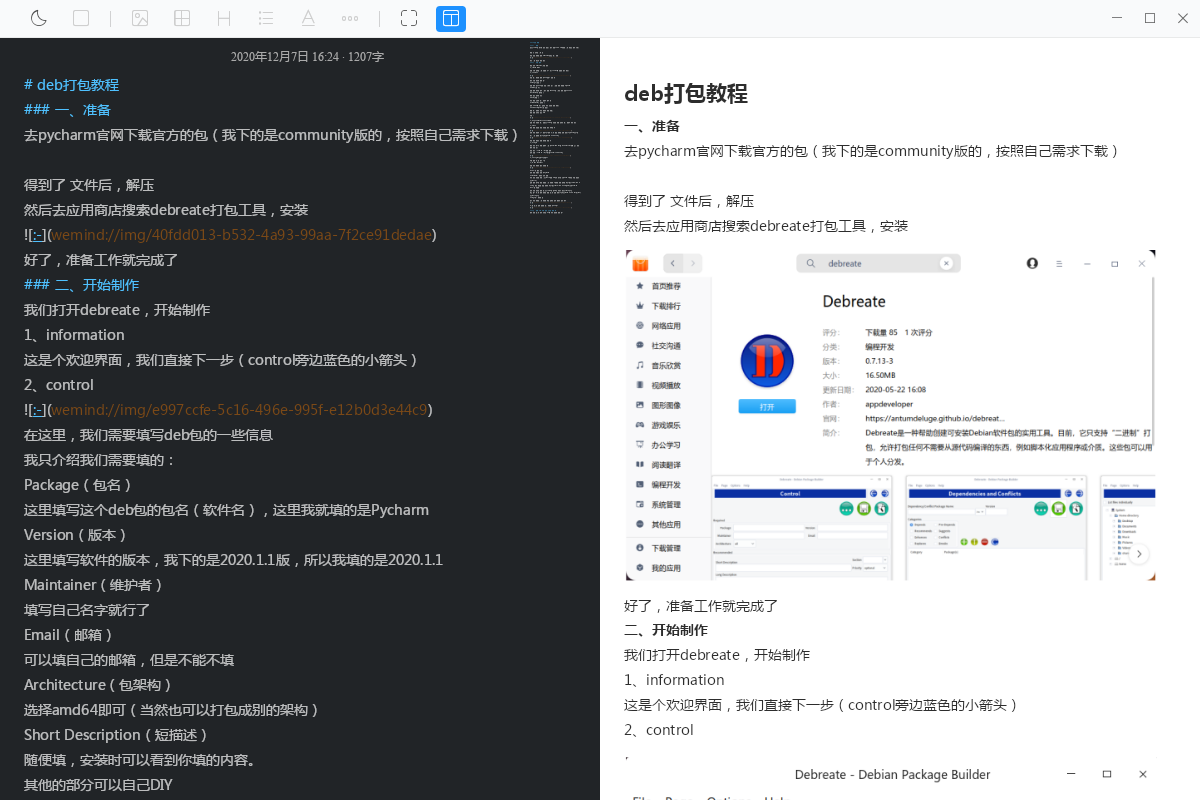 2020年12月7日 16:24 · 1207字
# deb打包教程
### 一、准备
去pycharm官网下载官方的包（我下的是community版的，按照自己需求下载）
得到了 文件后，解压
然后去应用商店搜索debreate打包工具，安装
![:-](wemind://img/40fdd013-b532-4a93-99aa-7f2ce91dedae)
好了，准备工作就完成了
### 二、开始制作
我们打开debreate，开始制作
1、information
这是个欢迎界面，我们直接下一步（control旁边蓝色的小箭头）
2、control
![:-](wemind://img/e997ccfe-5c16-496e-995f-e12b0d3e44c9)
在这里，我们需要填写deb包的一些信息
我只介绍我们需要填的：
Package（包名）
这里填写这个deb包的包名（软件名），这里我就填的是Pycharm
Version（版本）
这里填写软件的版本，我下的是2020.1.1版，所以我填的是2020.1.1
Maintainer（维护者）
填写自己名字就行了
Email（邮箱）
可以填自己的邮箱，但是不能不填
Architecture（包架构）
选择amd64即可（当然也可以打包成别的架构）
Short Description（短描述）
随便填，安装时可以看到你填的内容。
其他的部分可以自己DIY
deb打包教程
一、准备
去pycharm官网下载官方的包（我下的是community版的，按照自己需求下载）
得到了 文件后，解压
然后去应用商店搜索debreate打包工具，安装
debreate
首页推荐
下载排行
网络应用
社交沟通
音乐欣赏
视频播放
图形图像
游戏娱乐
办公学习
阅读翻译
编程开发
系统管理
其他应用
下载管理
我的应用
Debreate
打开
评分： 下载量 85 1 次评分
分类： 编程开发
版本： 0.7.13-3
大小： 16.50MB
更新日期： 2020-05-22 16:08
作者： appdeveloper
官网： https://antumdeluge.github.io/debreat...
简介： Debreate是一种帮助创建可安装Debian软件包的实用工具。目前，它只支持“二进制”打
包，允许打包任何不需要从源代码编译的东西，例如脚本化应用程序或介质。这些包可以用
于个人分发。
Control
Dependencies and Conflicts
好了，准备工作就完成了
二、开始制作
我们打开debreate，开始制作
1、information
这是个欢迎界面，我们直接下一步（control旁边蓝色的小箭头）
2、control
Debreate - Debian Package Builder